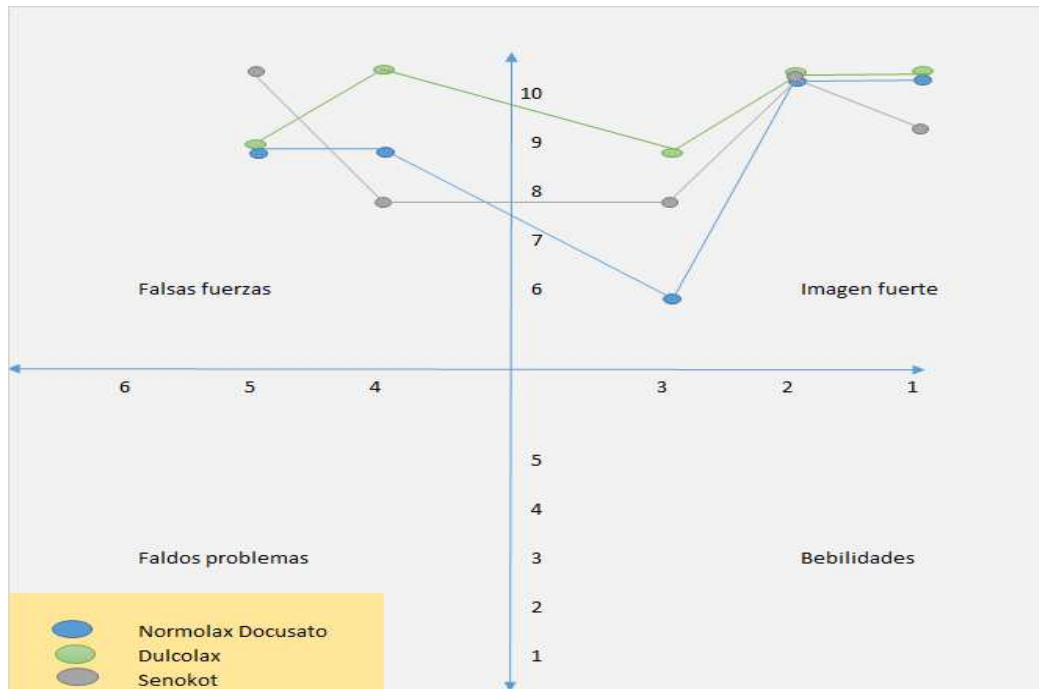 10
9
8
7
Falsas fuerzas 6 Imagen fuerte
6 5 4 3 2 1
5
4
Faldos problemas 3 Bebilidades
2
Normolax Docusato
Dulcolax 1
Senokot